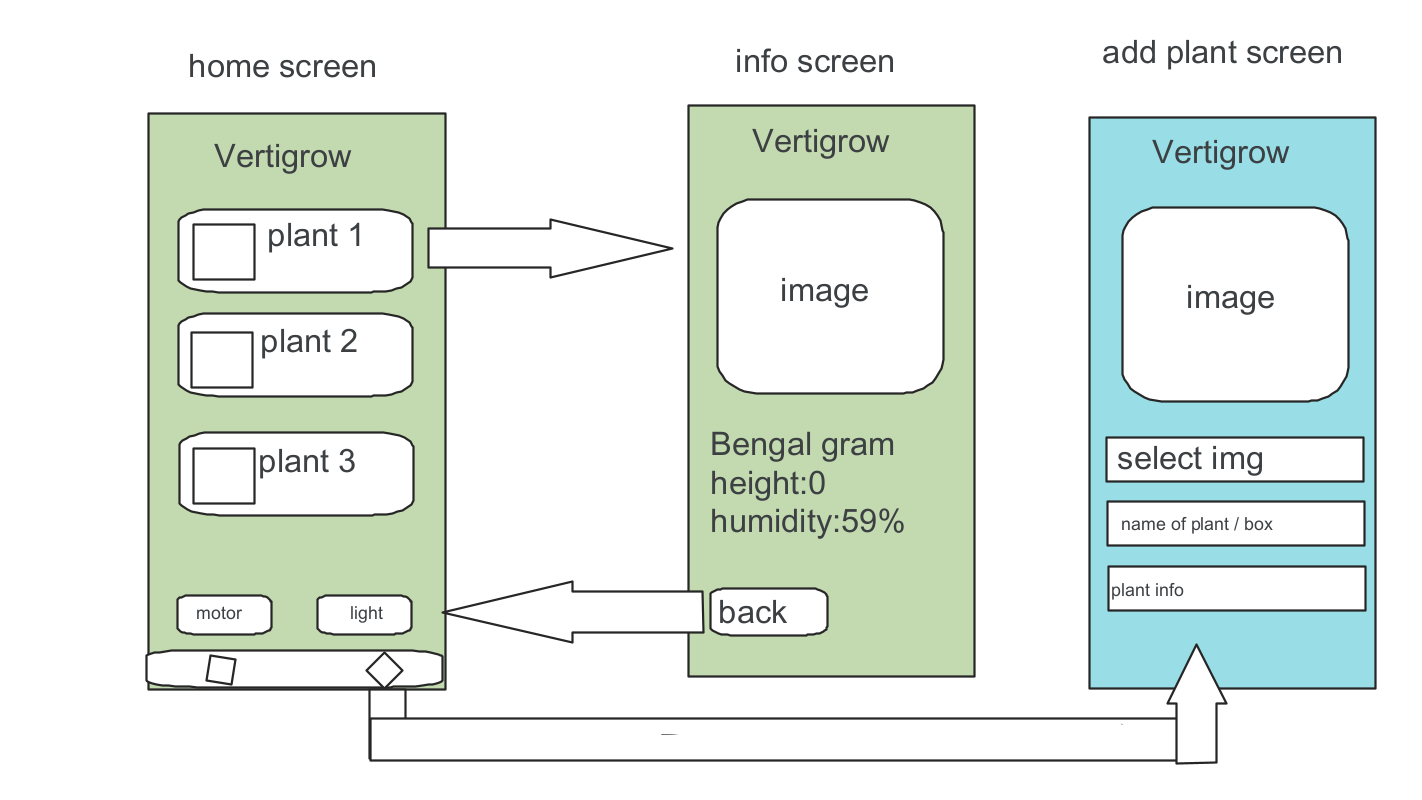 home screen
Vertigrow
plant 1
plant 2
plant 3
motor
light
info screen
Vertigrow
image
Bengal gram
height:0
humidity:59%
back
add plant screen
Vertigrow
image
select img
name of plant / box
plant info